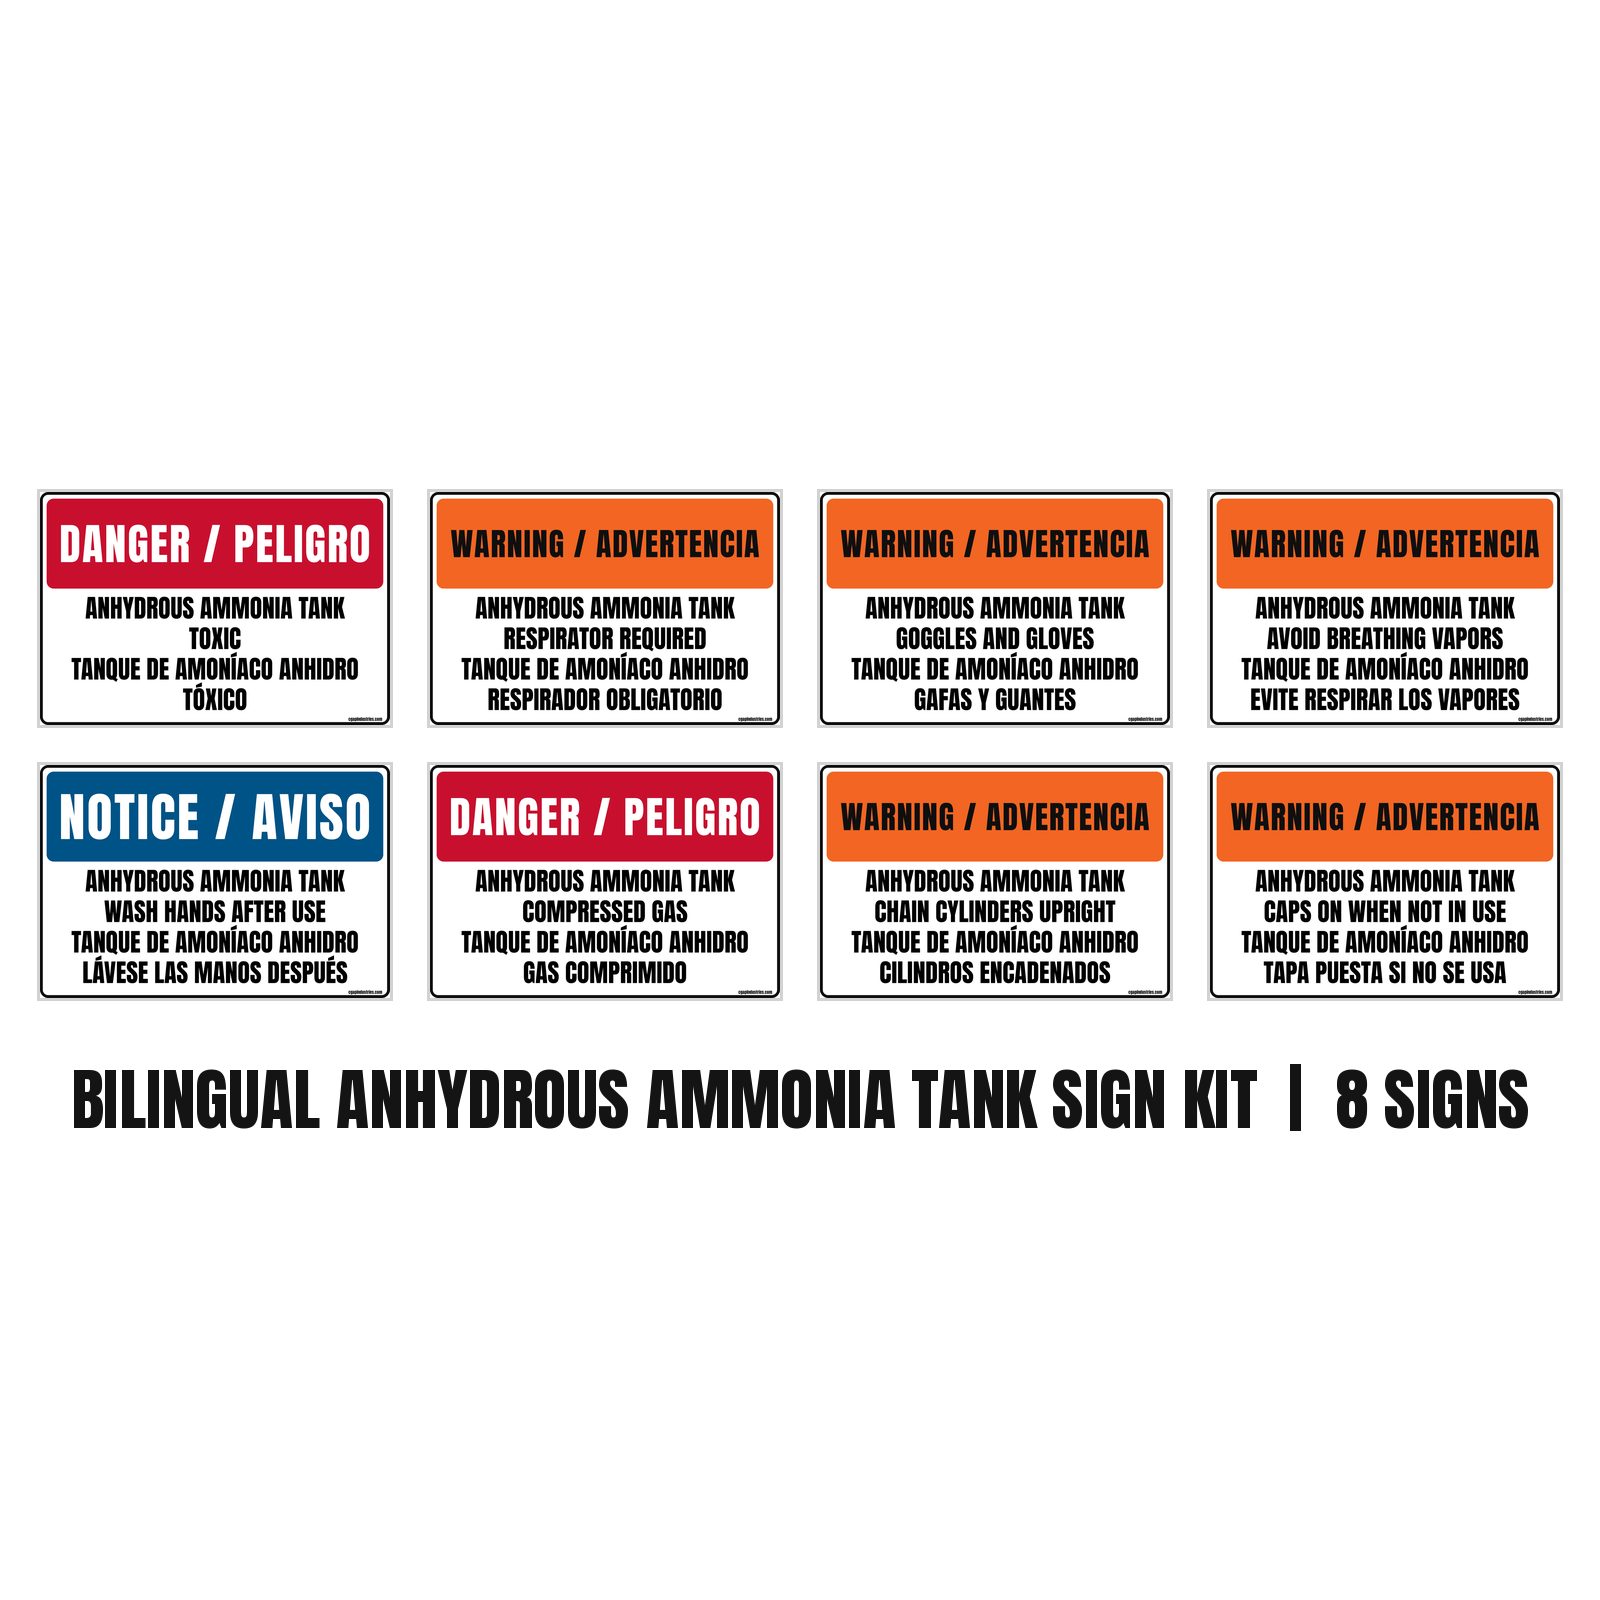 DANGER / PELIGRO
ANHYDROUS AMMONIA TANK
TOXIC
TANQUE DE AMONÍACO ANHIDRO
TÓXICO
cgaphindustries.com
WARNING / ADVERTENCIA
ANHYDROUS AMMONIA TANK
RESPIRATOR REQUIRED
TANQUE DE AMONÍACO ANHIDRO
RESPIRADOR OBLIGATORIO
WARNING / ADVERTENCIA
ANHYDROUS AMMONIA TANK
GOGGLES AND GLOVES
TANQUE DE AMONÍACO ANHIDRO
GAFAS Y GUANTES
WARNING / ADVERTENCIA
ANHYDROUS AMMONIA TANK
AVOID BREATHING VAPORS
TANQUE DE AMONÍACO ANHIDRO
EVITE RESPIRAR LOS VAPORES
NOTICE / AVISO
ANHYDROUS AMMONIA TANK
WASH HANDS AFTER USE
TANQUE DE AMONÍACO ANHIDRO
LÁVESE LAS MANOS DESPUÉS
DANGER / PELIGRO
ANHYDROUS AMMONIA TANK
COMPRESSED GAS
TANQUE DE AMONÍACO ANHIDRO
GAS COMPRIMIDO
WARNING / ADVERTENCIA
ANHYDROUS AMMONIA TANK
CHAIN CYLINDERS UPRIGHT
TANQUE DE AMONÍACO ANHIDRO
CILINDROS ENCADENADOS
WARNING / ADVERTENCIA
ANHYDROUS AMMONIA TANK
CAPS ON WHEN NOT IN USE
TANQUE DE AMONÍACO ANHIDRO
TAPA PUESTA SI NO SE USA
BILINGUAL ANHYDROUS AMMONIA TANK SIGN KIT | 8 SIGNS